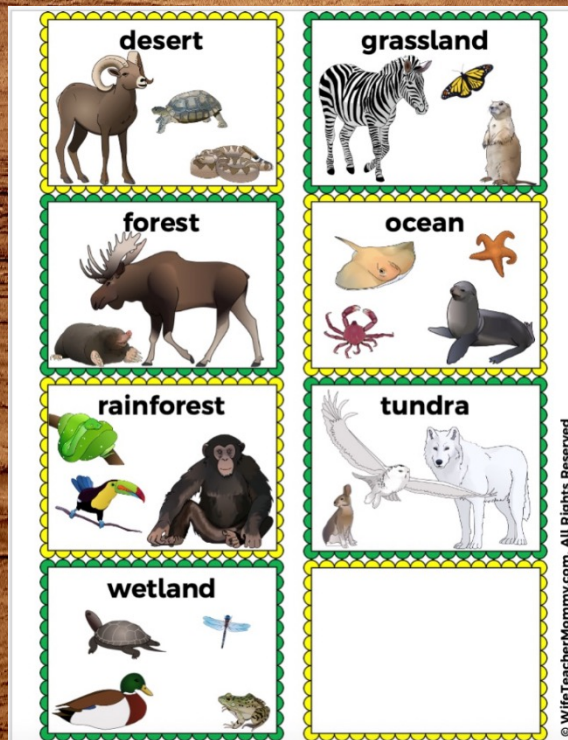 desert
grassland
forest
ocean
rainforest
tundra
wetland
© WifeTeacherMommy.com. All Rights Reserved